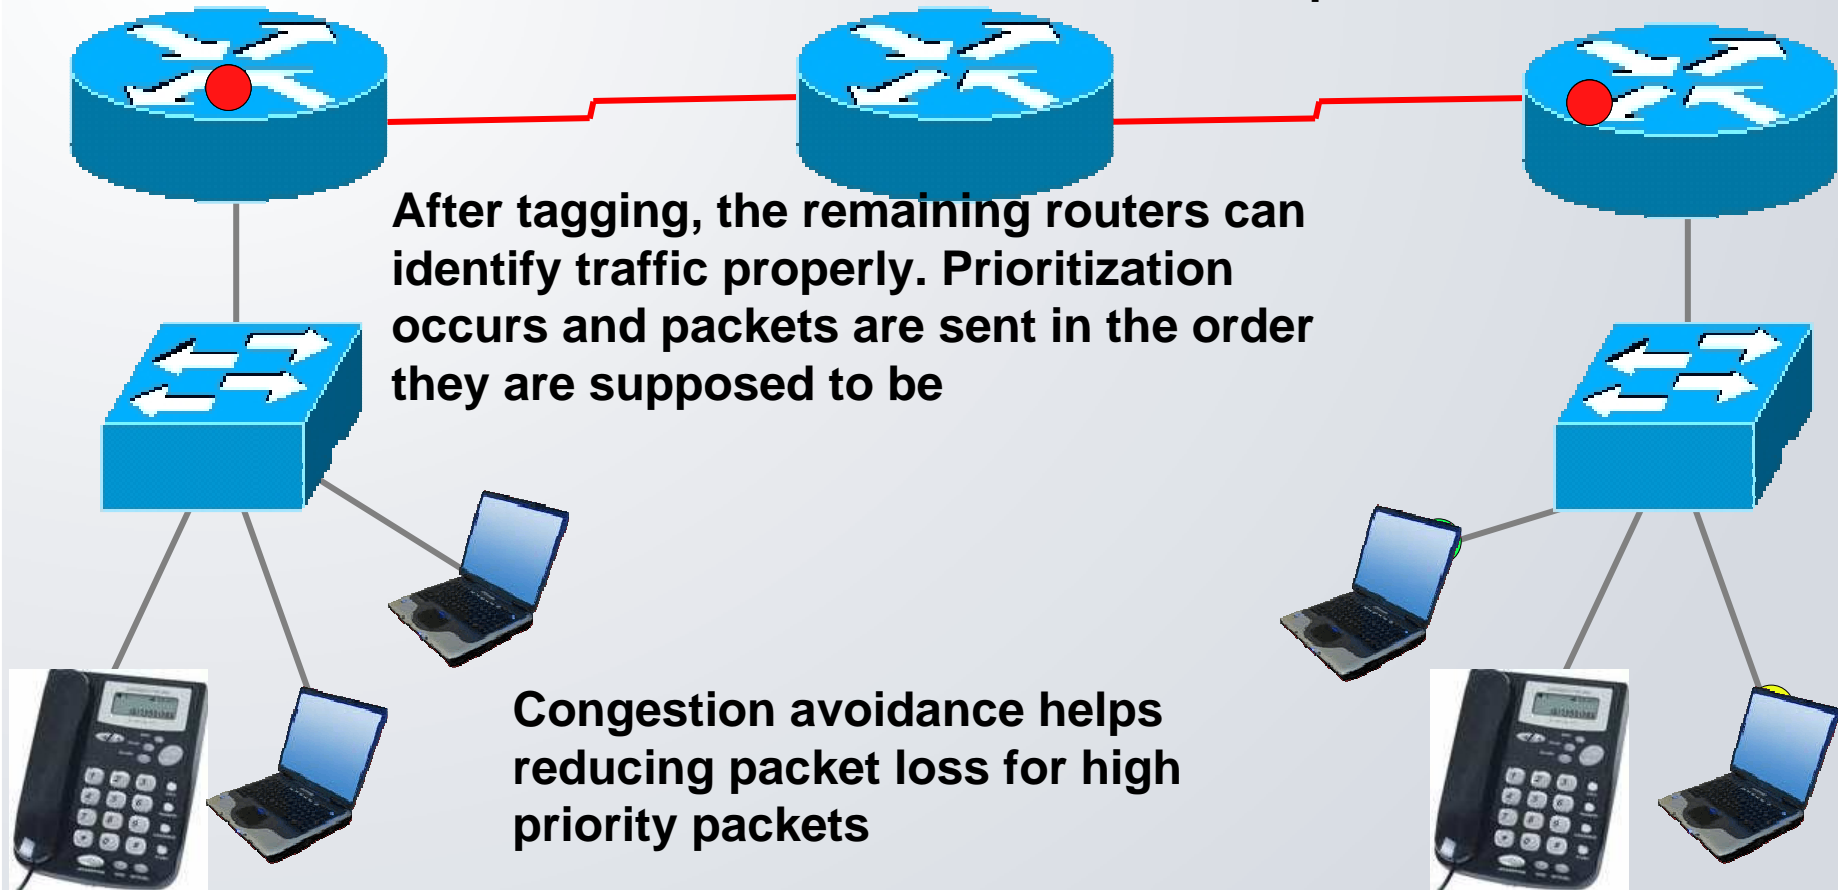 After tagging, the remaining routers can
identify traffic properly. Prioritization
occurs and packets are sent in the order
they are supposed to be
Congestion avoidance helps
reducing packet loss for high
priority packets